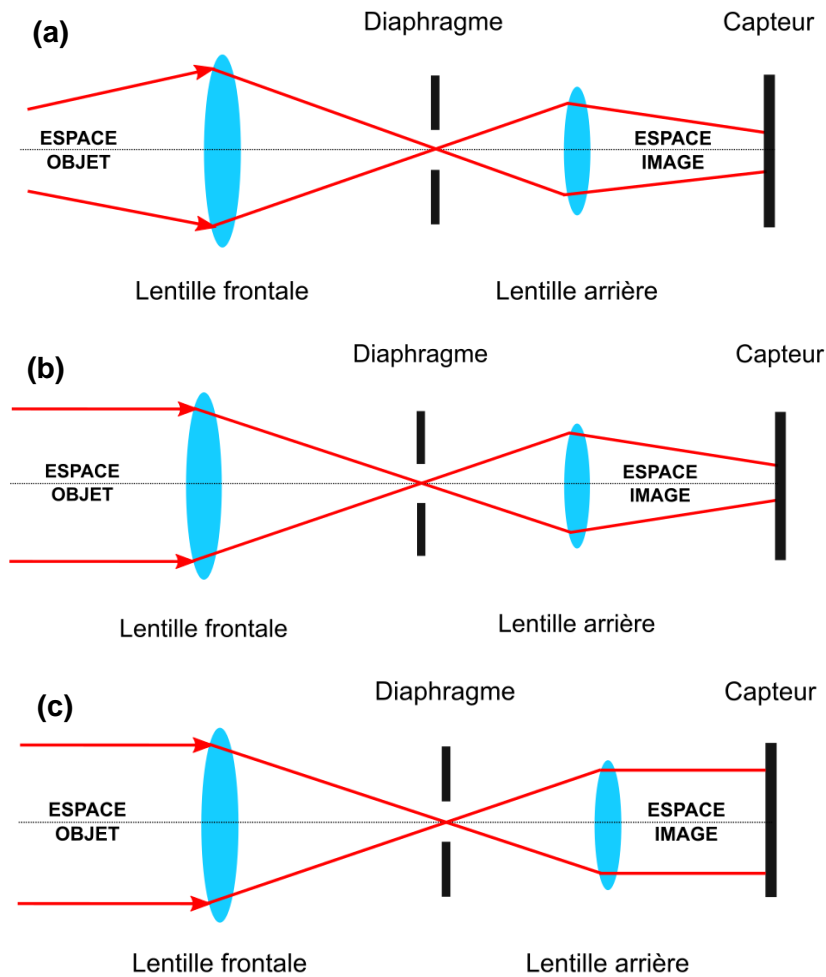 (a)
Diaphragme
Capteur
ESPACE
OBJET
ESPACE
IMAGE
Lentille frontale
Lentille arrière
(b)
Diaphragme
Capteur
ESPACE
OBJET
ESPACE
IMAGE
Lentille frontale
Lentille arrière
(c)
Diaphragme
Capteur
ESPACE
OBJET
ESPACE
IMAGE
Lentille frontale
Lentille arrière